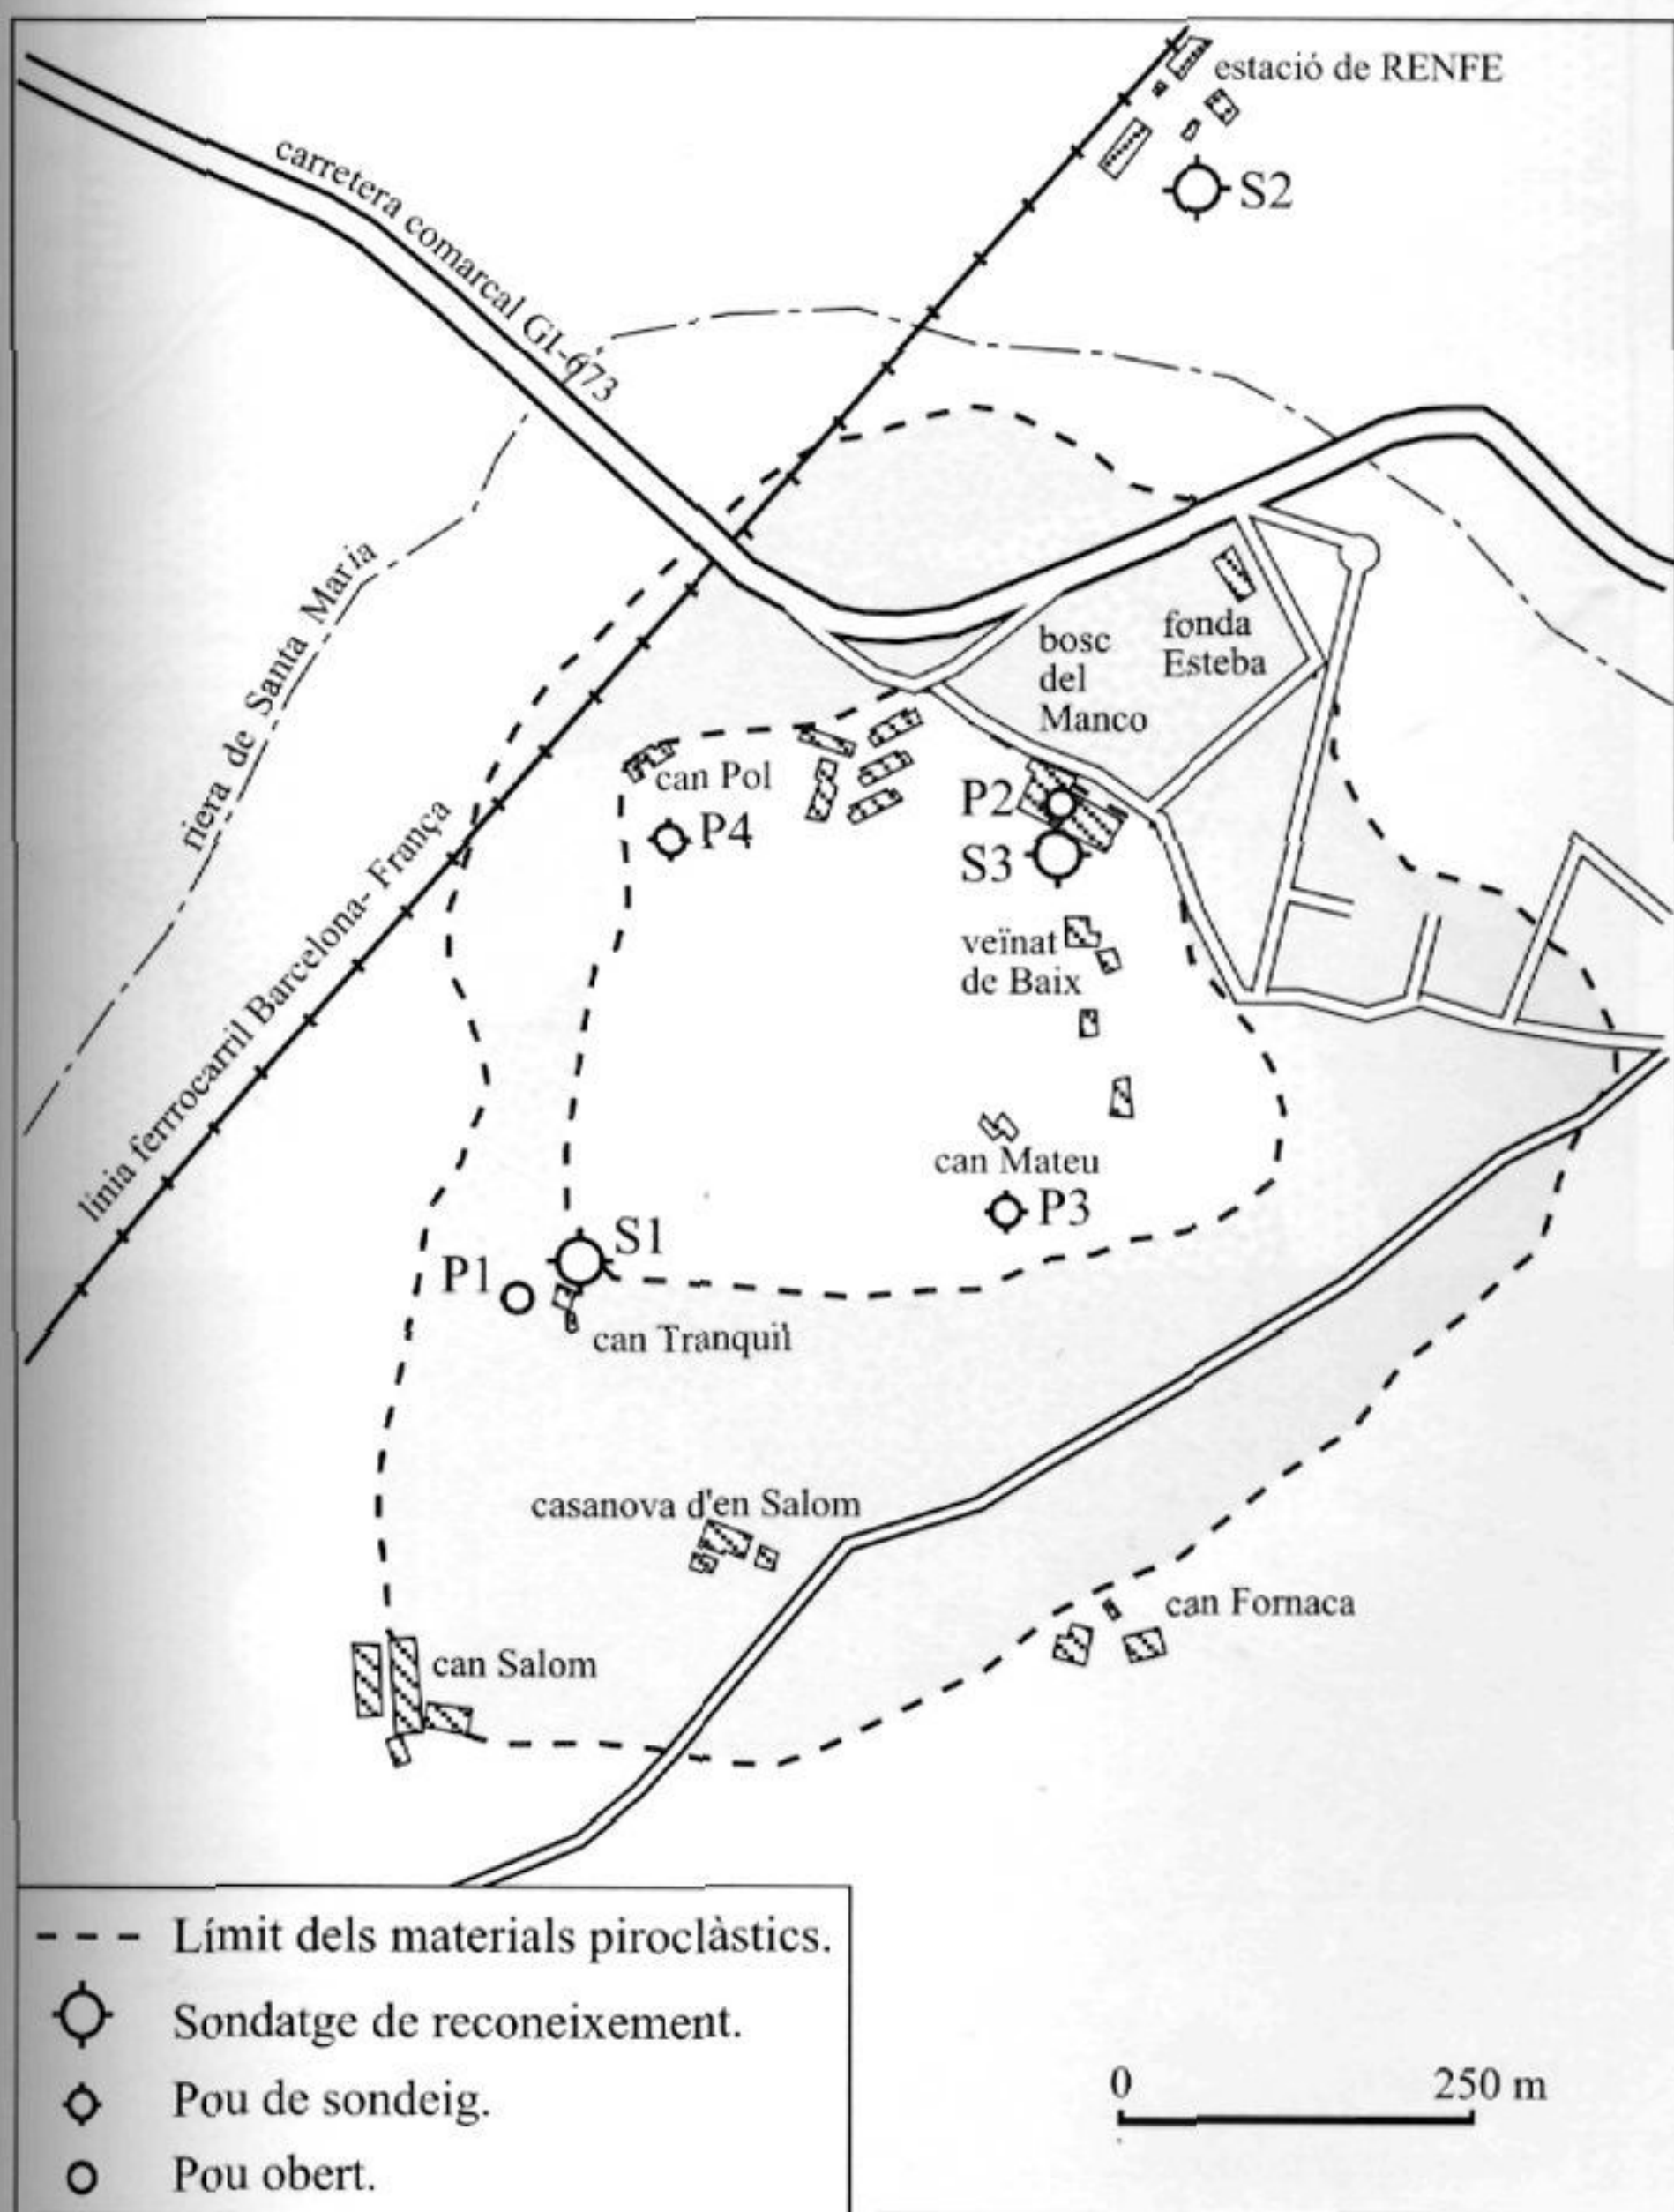 estació de RENFE
S2
carretera comarcal GI-673
riera de Santa Maria
línia ferrrocarril Barcelona- França
bosc
del
Manco
fonda
Esteba
can Pol
P4
P2
S3
veïnat
de Baix
can Mateu
P3
S1
P1
can Tranquil
casanova d'en Salom
can Salom
can Fornaca
Límit dels materials piroclàstics.
Sondatge de reconeixement.
Pou de sondeig.
Pou obert.
0
250 m